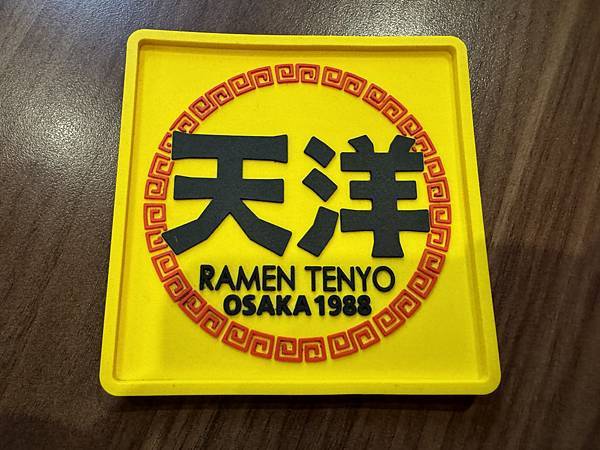 天洋
RAMEN TENYO
OSAKA 1988